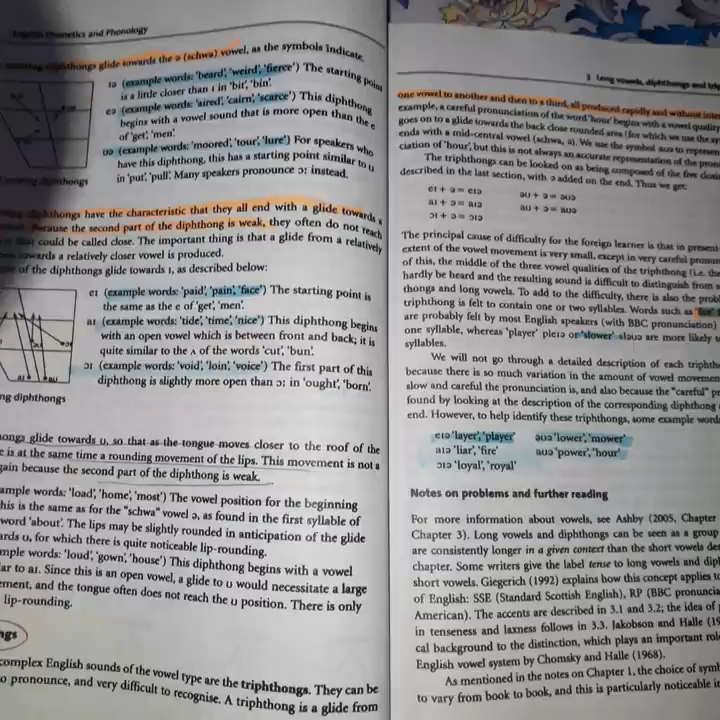 English Phonetics and Phonology
diphthongs glide towards the ə (schwa) vowel, as the symbols indicate.
ɪə (example words: 'beard', 'weird', 'fierce') The starting point
is a little closer than ɪ in 'bit', 'bin'.
eə (example words: 'aired', 'cairn', 'scarce') This diphthong
begins with a vowel sound that is more open than the e
of 'get', 'men'.
ʊə (example words: 'moored', 'tour', 'lure') For speakers who
have this diphthong, this has a starting point similar to ʊ
in 'put', 'pull'. Many speakers pronounce ɔː instead.
diphthongs
diphthongs have the characteristic that they all end with a glide towards a
Because the second part of the diphthong is weak, they often do not reach
that could be called close. The important thing is that a glide from a relatively
towards a relatively closer vowel is produced.
of the diphthongs glide towards ɪ, as described below:
eɪ (example words: 'paid', 'pain', 'face') The starting point is
the same as the e of 'get', 'men'.
aɪ (example words: 'tide', 'time', 'nice') This diphthong begins
with an open vowel which is between front and back; it is
quite similar to the ʌ of the words 'cut', 'bun'.
ɔɪ (example words: 'void', 'loin', 'voice') The first part of this
diphthong is slightly more open than ɔː in 'ought', 'born'.
ng diphthongs
ongs glide towards ʊ, so that as the tongue moves closer to the roof of the
e is at the same time a rounding movement of the lips. This movement is not a
gain because the second part of the diphthong is weak.
ample words: 'load', 'home', 'most') The vowel position for the beginning
his is the same as for the "schwa" vowel ə, as found in the first syllable of
word 'about'. The lips may be slightly rounded in anticipation of the glide
ards ʊ, for which there is quite noticeable lip-rounding.
mple words: 'loud', 'gown', 'house') This diphthong begins with a vowel
ar to aɪ. Since this is an open vowel, a glide to ʊ would necessitate a large
ement, and the tongue often does not reach the ʊ position. There is only
lip-rounding.
ngs
complex English sounds of the vowel type are the triphthongs. They can be
o pronounce, and very difficult to recognise. A triphthong is a glide from
3 Long vowels, diphthongs and trip
one vowel to another and then to a third, all produced rapidly and without inter
example, a careful pronunciation of the word 'hour' begins with a vowel quality
goes on to a glide towards the back close rounded area (for which we use the sy
ends with a mid-central vowel (schwa, ə). We use the symbol aʊə to represen
ciation of 'hour', but this is not always an accurate representation of the pron
The triphthongs can be looked on as being composed of the five closi
described in the last section, with ə added on the end. Thus we get:
eɪ + ə = eɪə əʊ + ə = əʊə
aɪ + ə = aɪə aʊ + ə = aʊə
ɔɪ + ə = ɔɪə
The principal cause of difficulty for the foreign learner is that in present
extent of the vowel movement is very small, except in very careful pronun
of this, the middle of the three vowel qualities of the triphthong (i.e. the
hardly be heard and the resulting sound is difficult to distinguish from s
thongs and long vowels. To add to the difficulty, there is also the prob
triphthong is felt to contain one or two syllables. Words such as 'fire'
are probably felt by most English speakers (with BBC pronunciation)
one syllable, whereas 'player' pleɪə or 'slower' sləʊə are more likely t
syllables.
We will not go through a detailed description of each triphth
because there is so much variation in the amount of vowel movemen
slow and careful the pronunciation is, and also because the "careful" pr
found by looking at the description of the corresponding diphthong
end. However, to help identify these triphthongs, some example words
eɪə 'layer', 'player' əʊə 'lower', 'mower'
aɪə 'liar', 'fire' aʊə 'power', 'hour'
ɔɪə 'loyal', 'royal'
Notes on problems and further reading
For more information about vowels, see Ashby (2005, Chapter
Chapter 3). Long vowels and diphthongs can be seen as a group
are consistently longer in a given context than the short vowels des
chapter. Some writers give the label tense to long vowels and diph
short vowels. Giegerich (1992) explains how this concept applies t
of English: SSE (Standard Scottish English), RP (BBC pronuncia
American). The accents are described in 3.1 and 3.2; the idea of
in tenseness and laxness follows in 3.3. Jakobson and Halle (19
cal background to the distinction, which plays an important rol
English vowel system by Chomsky and Halle (1968).
As mentioned in the notes on Chapter 1, the choice of symb
to vary from book to book, and this is particularly noticeable in